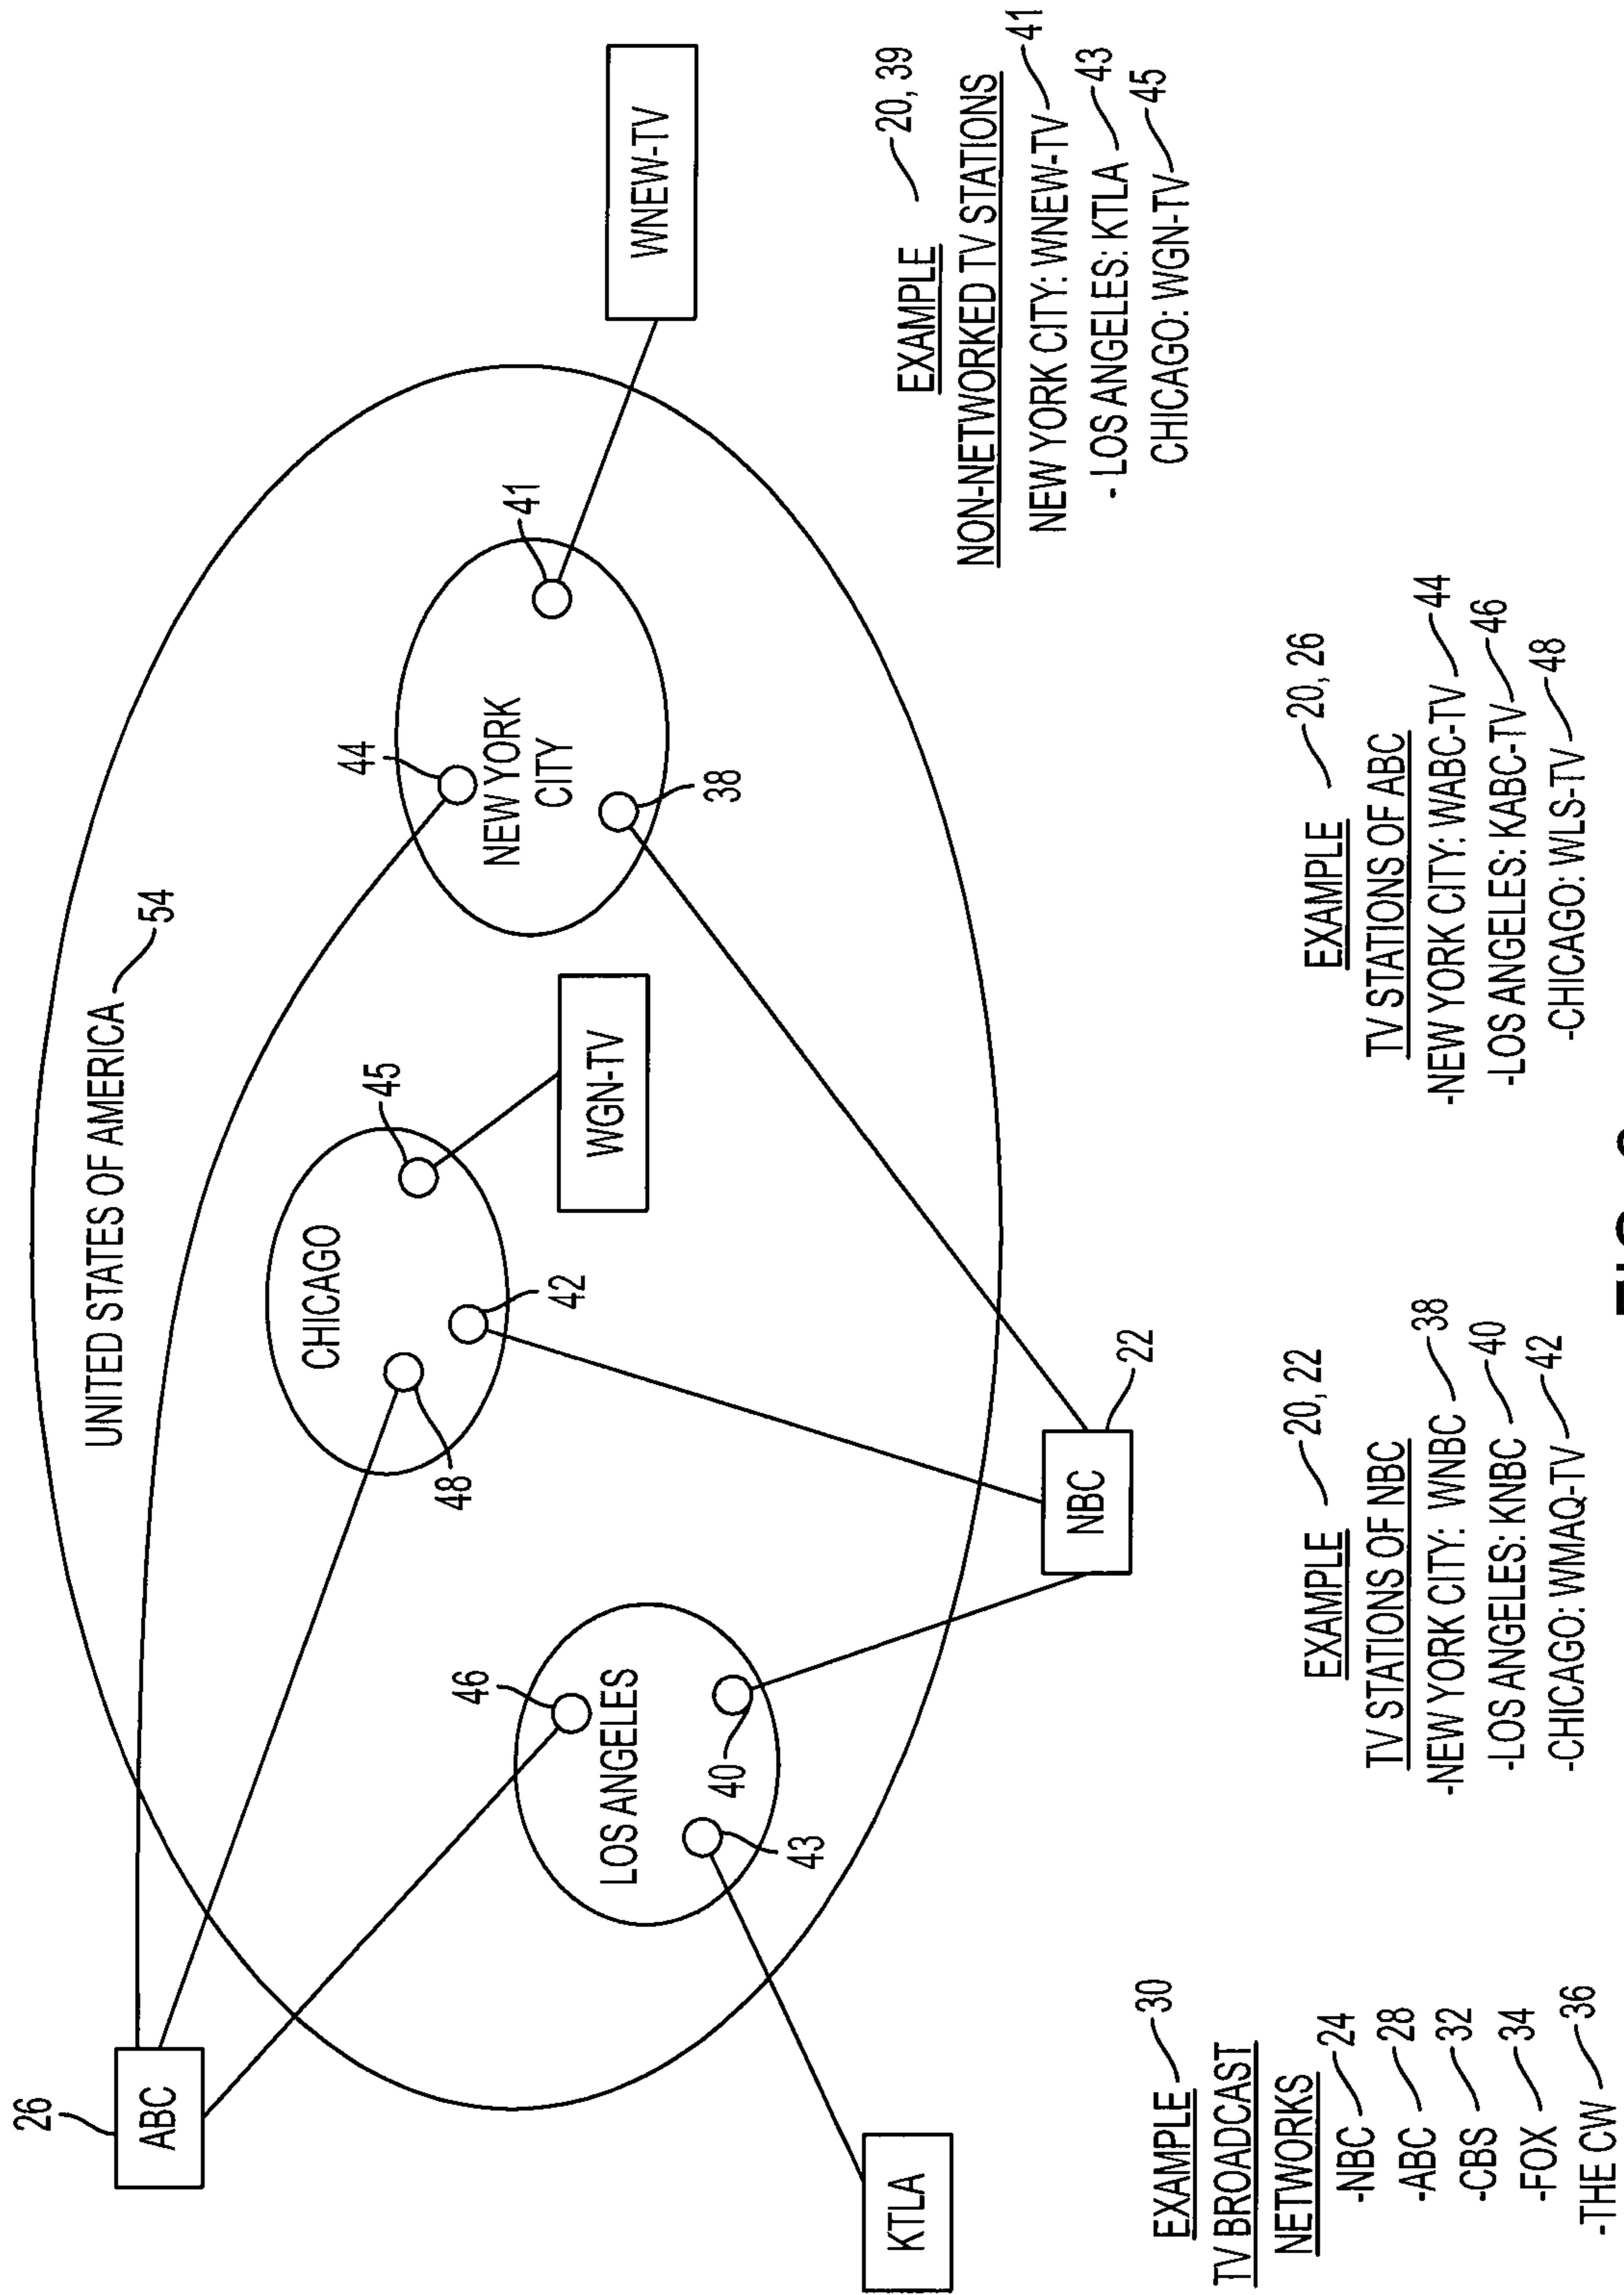 UNITED STATES OF AMERICA 54
26
ABC
CHICAGO
45
48
42
WGN-TV
44
NEW YORK
CITY
41
38
WNEW-TV
46
LOS ANGELES
40
43
KTLA
NBC
22
EXAMPLE 30
TV BROADCAST
NETWORKS
-NBC 24
-ABC 28
-CBS 32
-FOX 34
-THE CW 36
EXAMPLE 20, 22
TV STATIONS OF NBC
-NEW YORK CITY: WNBC 38
-LOS ANGELES: KNBC 40
-CHICAGO: WMAQ-TV 42
EXAMPLE 20, 26
TV STATIONS OF ABC
-NEW YORK CITY: WABC-TV 44
-LOS ANGELES: KABC-TV 46
-CHICAGO: WLS-TV 48
EXAMPLE 20, 39
NON-NETWORKED TV STATIONS
NEW YORK CITY: WNEW-TV 41
- LOS ANGELES: KTLA 43
CHICAGO: WGN-TV 45
FIG.